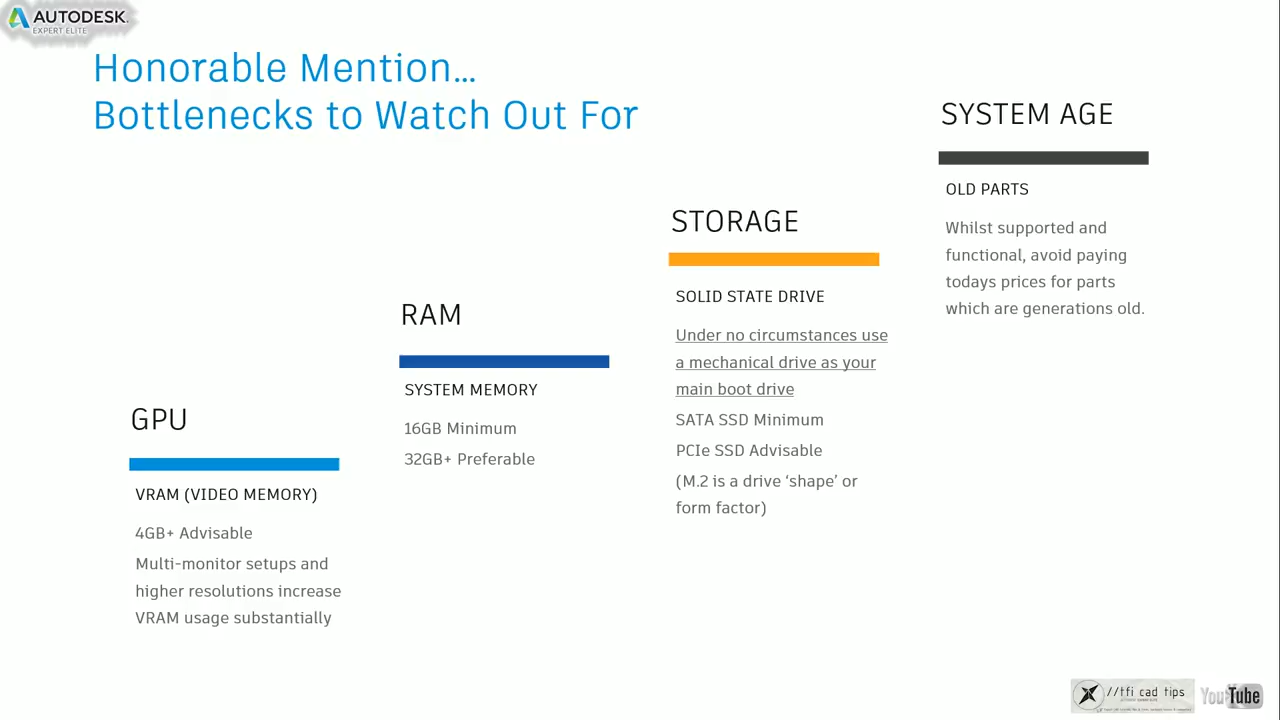 AUTODESK.
EXPERT ELITE
Honorable Mention...
Bottlenecks to Watch Out For
GPU
VRAM (VIDEO MEMORY)
4GB+ Advisable
Multi-monitor setups and
higher resolutions increase
VRAM usage substantially
RAM
SYSTEM MEMORY
16GB Minimum
32GB+ Preferable
STORAGE
SOLID STATE DRIVE
Under no circumstances use
a mechanical drive as your
main boot drive
SATA SSD Minimum
PCIe SSD Advisable
(M.2 is a drive ‘shape’ or
form factor)
SYSTEM AGE
OLD PARTS
Whilst supported and
functional, avoid paying
todays prices for parts
which are generations old.
//tfi cad tips
YouTube